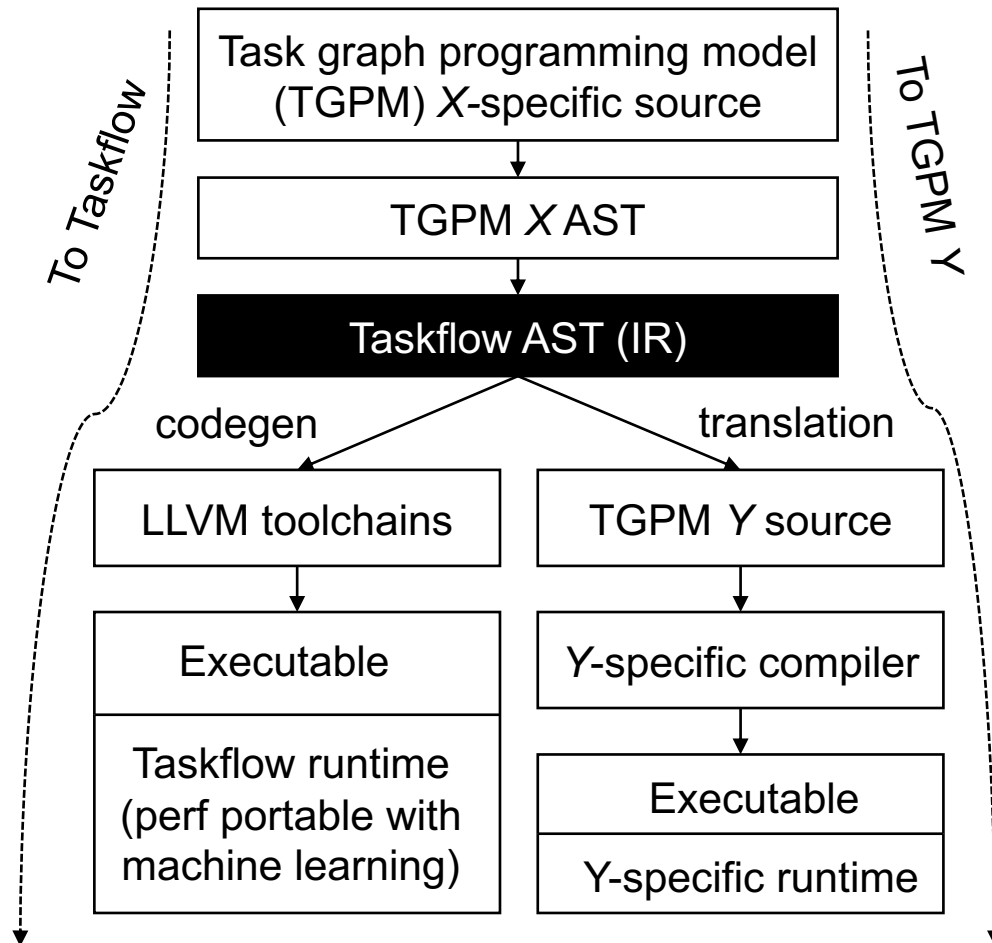 Task graph programming model
(TGPM) X-specific source
To Taskflow
To TGPM Y
TGPM X AST
Taskflow AST (IR)
codegen
translation
LLVM toolchains
TGPM Y source
Executable
Y-specific compiler
Taskflow runtime
(perf portable with
machine learning)
Executable
Y-specific runtime